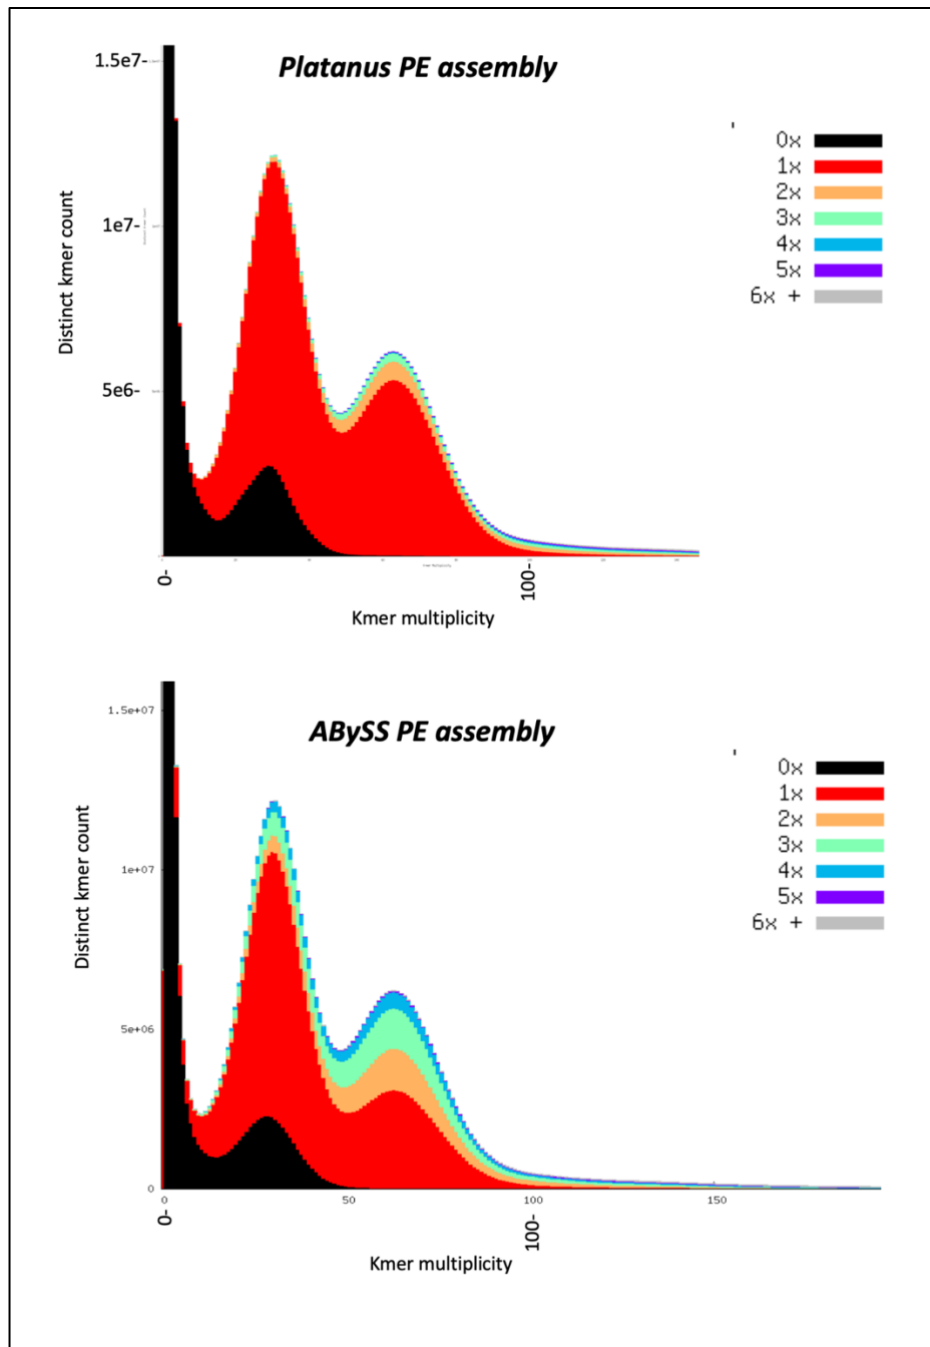 Platanus PE assembly
1.5e7-
1e7-
5e6-
Distinct kmer count
0x
1x
2x
3x
4x
5x
6x +
0-
100-
Kmer multiplicity
ABySS PE assembly
1.5e+07
1e+07
5e+06
0
Distinct kmer count
0x
1x
2x
3x
4x
5x
6x +
0
50
100
150
0-
100-
Kmer multiplicity